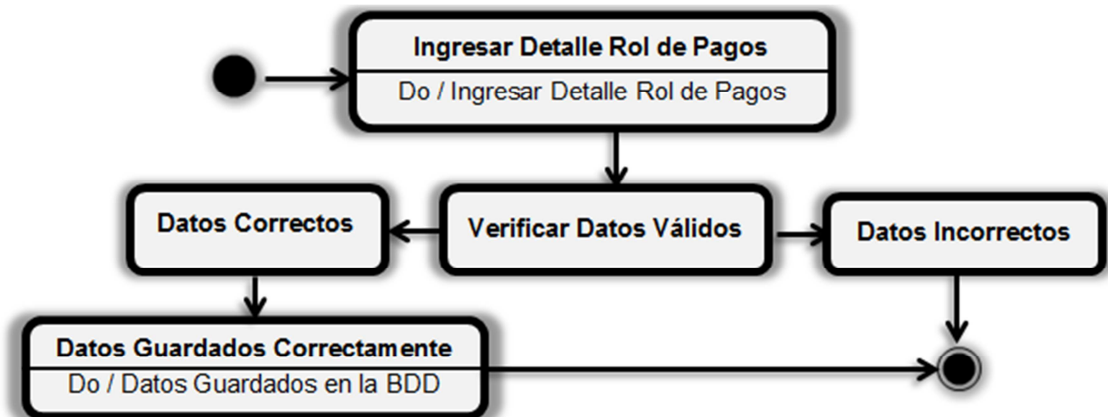 Ingresar Detalle Rol de Pagos
Do / Ingresar Detalle Rol de Pagos
Datos Correctos
Verificar Datos Válidos
Datos Incorrectos
Datos Guardados Correctamente
Do / Datos Guardados en la BDD